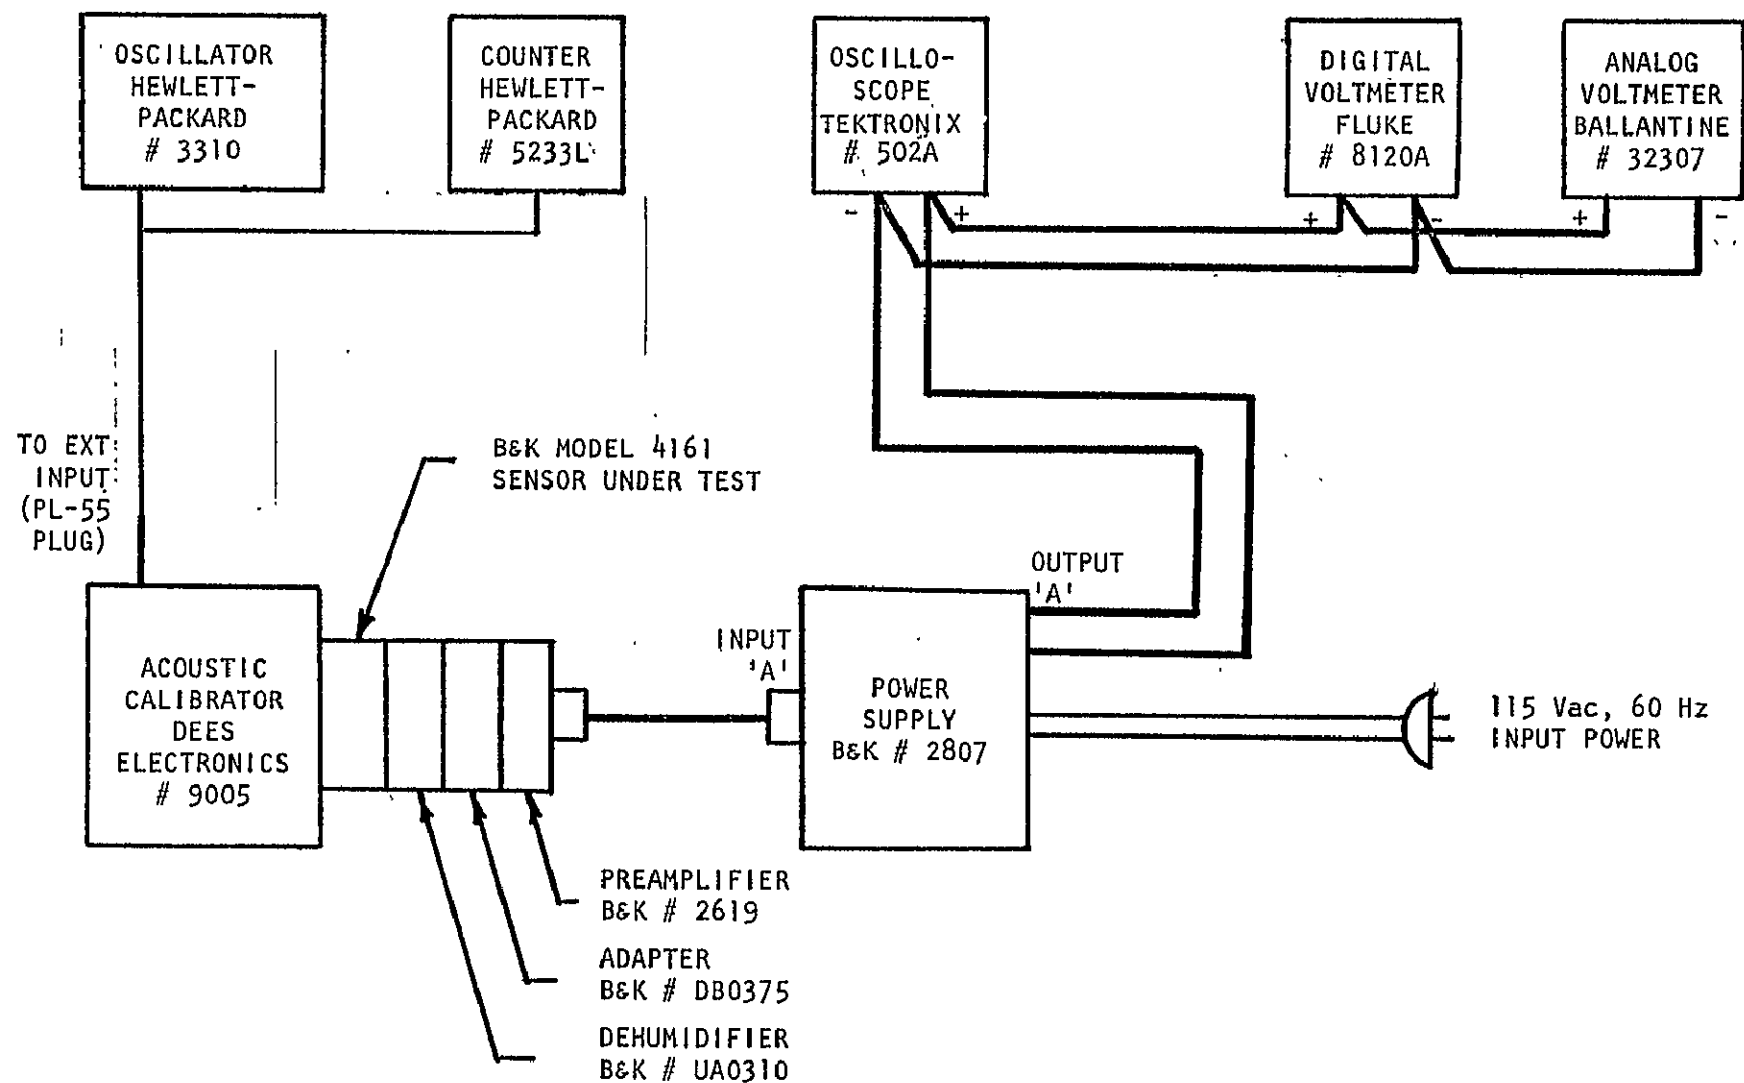 OSCILLATOR
HEWLETT-
PACKARD
# 3310
COUNTER
HEWLETT-
PACKARD
# 5233L
OSCILLO-
SCOPE
TEKTRONIX
# 502A
DIGITAL
VOLTMETER
FLUKE
# 8120A
ANALOG
VOLTMETER
BALLANTINE
# 32307
-
+
+
-
+
-
TO EXT
INPUT
(PL-55
PLUG)
B&K MODEL 4161
SENSOR UNDER TEST
ACOUSTIC
CALIBRATOR
DEES
ELECTRONICS
# 9005
INPUT
'A'
OUTPUT
'A'
POWER
SUPPLY
B&K # 2807
115 Vac, 60 Hz
INPUT POWER
PREAMPLIFIER
B&K # 2619
ADAPTER
B&K # DB0375
DEHUMIDIFIER
B&K # UA0310